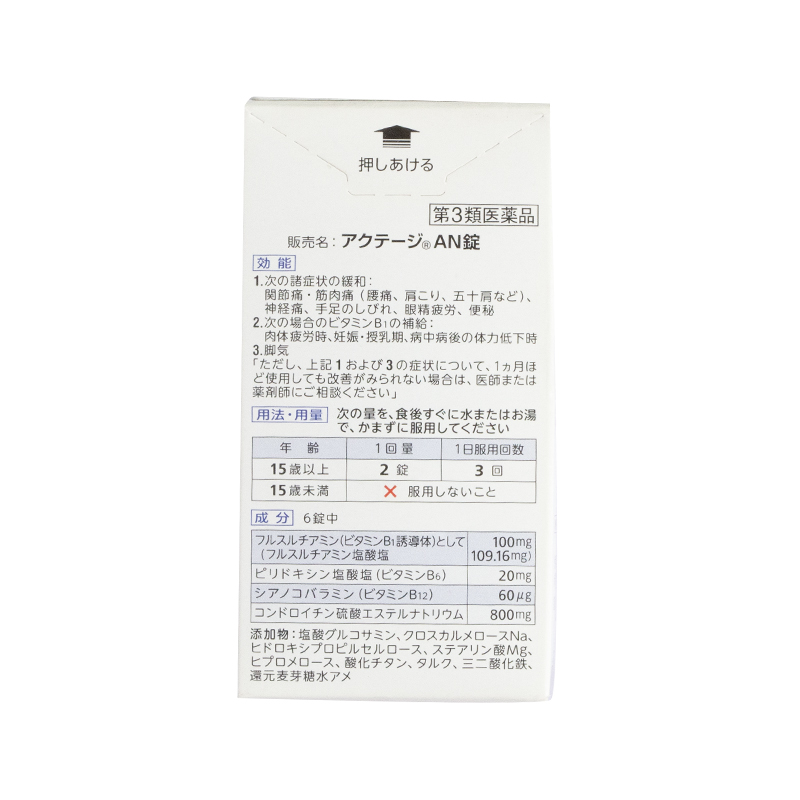 押しあける
第3類医薬品
販売名：アクテージ®AN錠
効能
1.次の諸症状の緩和：
関節痛・筋肉痛（腰痛、肩こり、五十肩など）、
神経痛、手足のしびれ、眼精疲労、便秘
2.次の場合のビタミンB1の補給：
肉体疲労時、妊娠・授乳期、病中病後の体力低下時
3.脚気
「ただし、上記1および3の症状について、1ヵ月ほ
ど使用しても改善がみられない場合は、医師または
薬剤師にご相談ください」
用法・用量 次の量を、食後すぐに水またはお湯
で、かまずに服用してください
年齢 1回量 1日服用回数
15歳以上 2錠 3回
15歳未満 ✕ 服用しないこと
成分 6錠中
フルスルチアミン（ビタミンB1誘導体）として 100mg
（フルスルチアミン塩酸塩 109.16mg）
ピリドキシン塩酸塩（ビタミンB6） 20mg
シアノコバラミン（ビタミンB12） 60μg
コンドロイチン硫酸エステルナトリウム 800mg
添加物：塩酸グルコサミン、クロスカルメロースNa、
ヒドロキシプロピルセルロース、ステアリン酸Mg、
ヒプロメロース、酸化チタン、タルク、三二酸化鉄、
還元麦芽糖水アメ